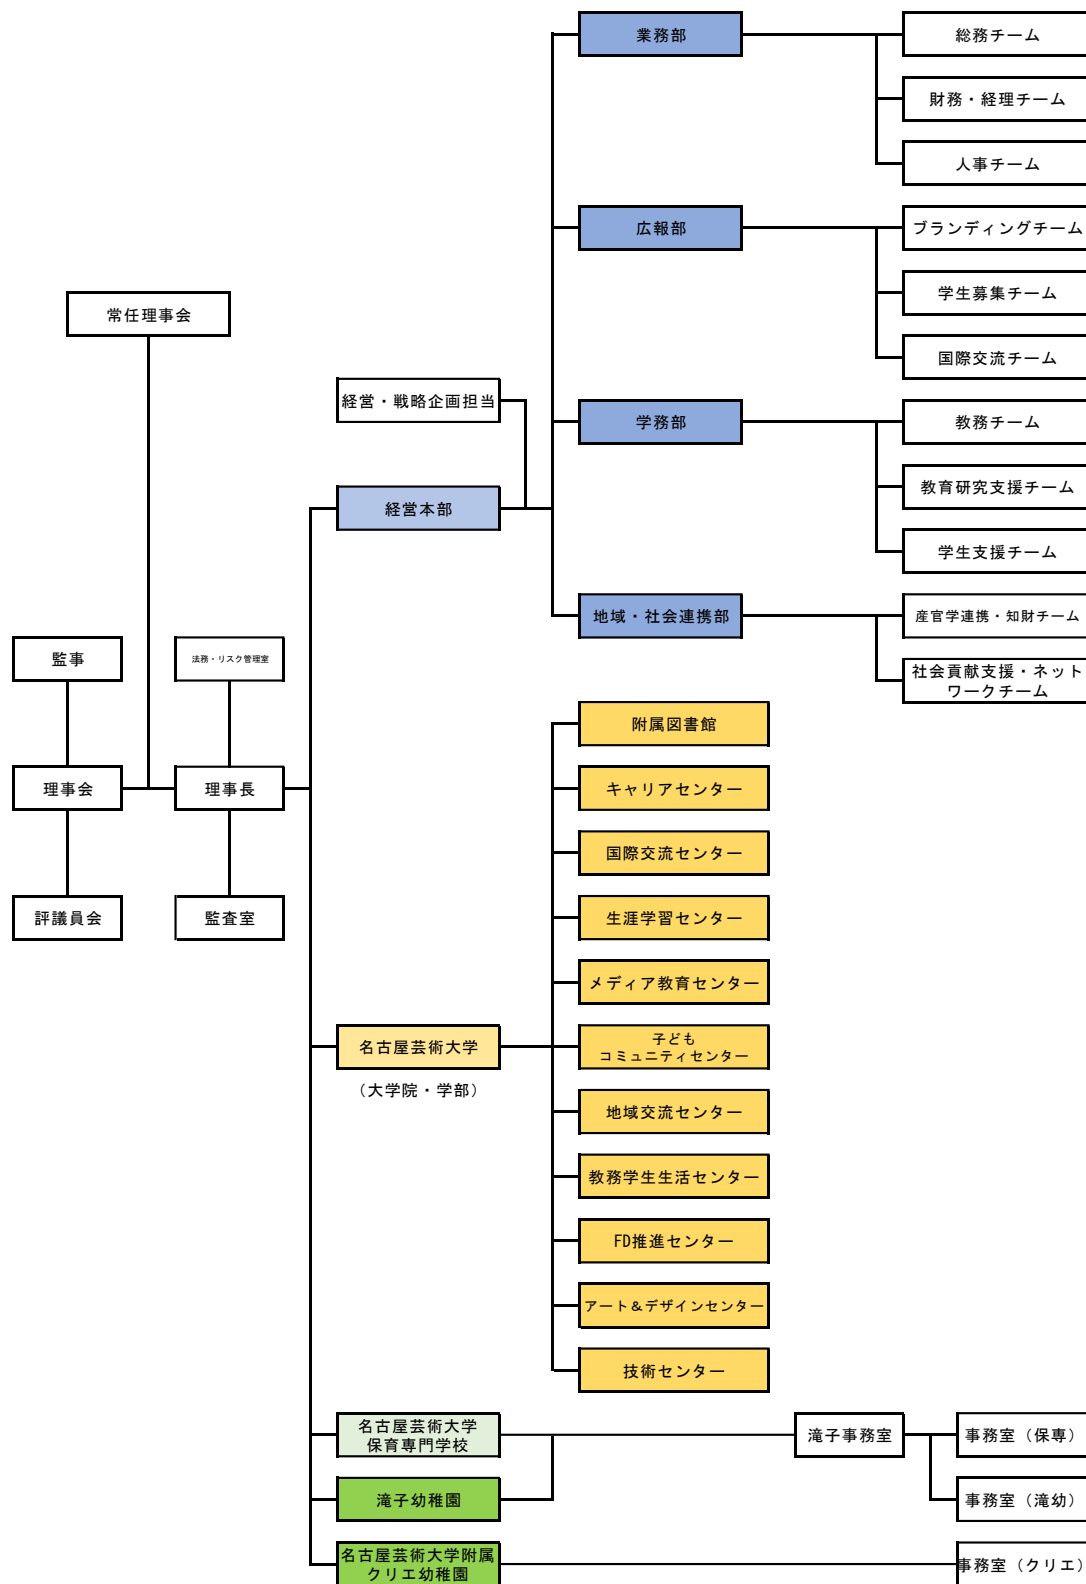 業務部
総務チーム
財務・経理チーム
人事チーム
広報部
ブランディングチーム
学生募集チーム
国際交流チーム
常任理事会
経営・戦略企画担当
学務部
教務チーム
教育研究支援チーム
学生支援チーム
経営本部
地域・社会連携部
産官学連携・知財チーム
社会貢献支援・ネット
ワークチーム
監事
法務・リスク管理室
理事会
理事長
評議員会
監査室
附属図書館
キャリアセンター
国際交流センター
生涯学習センター
メディア教育センター
名古屋芸術大学
（大学院・学部）
子ども
コミュニティセンター
地域交流センター
教務学生生活センター
FD推進センター
アート＆デザインセンター
技術センター
名古屋芸術大学
保育専門学校
滝子事務室
事務室（保専）
滝子幼稚園
事務室（滝幼）
名古屋芸術大学附属
クリエ幼稚園
事務室（クリエ）